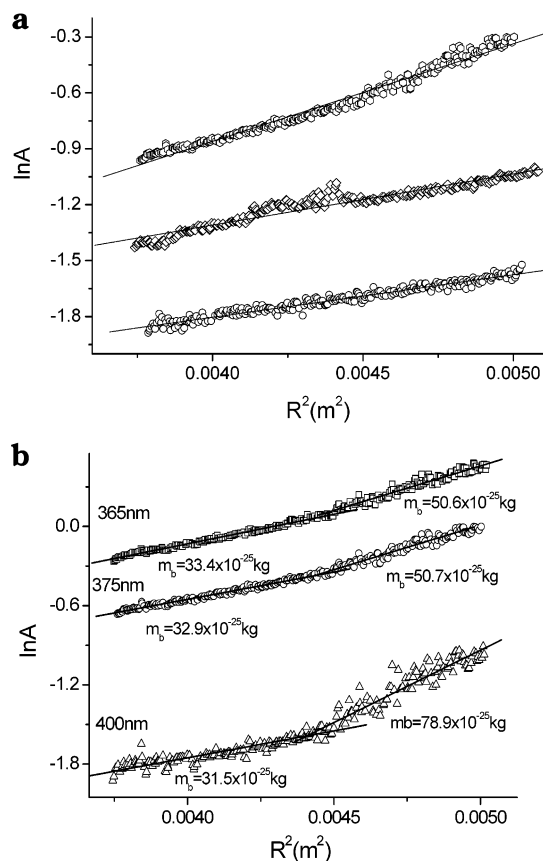 a
-0.3
-0.6
-0.9
-1.2
-1.5
-1.8
lnA
0.0040 0.0045 0.0050
R²(m²)
b
365nm
0.0
m_b=50.6x10⁻²⁵kg
m_b=33.4x10⁻²⁵kg
375nm
-0.6
m_b=50.7x10⁻²⁵kg
m_b=32.9x10⁻²⁵kg
lnA
-1.2
400nm
mb=78.9x10⁻²⁵kg
-1.8
m_b=31.5x10⁻²⁵kg
0.0040 0.0045 0.0050
R²(m²)